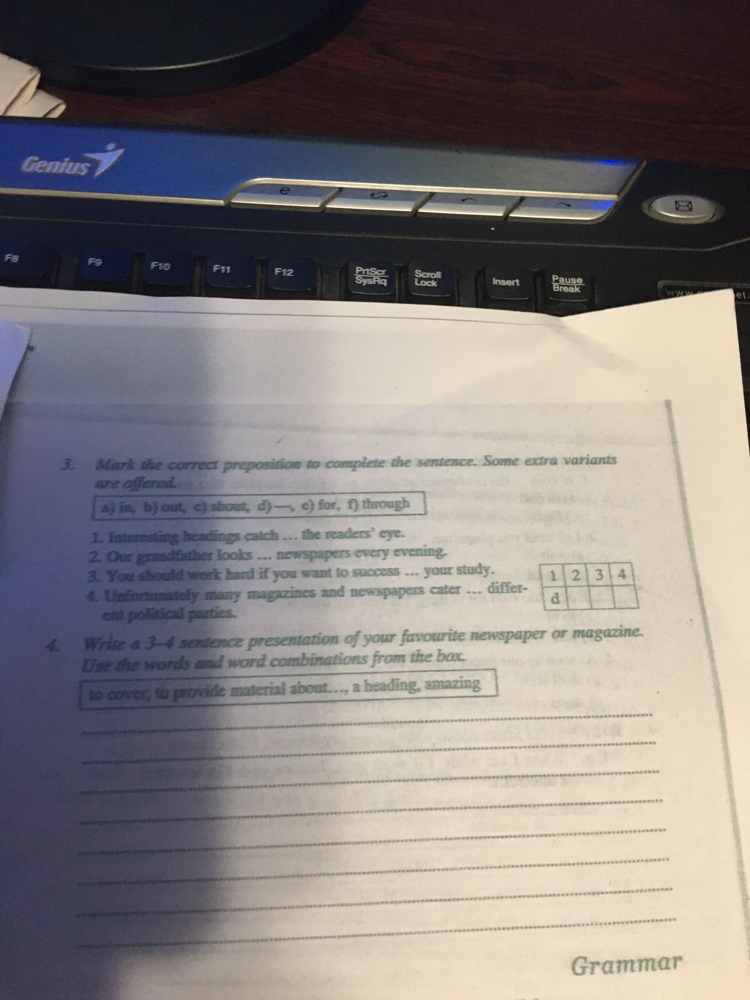 Genius
e
F8 F9 F10 F11 F12 PrtScr SysRq Scroll Lock Insert Pause Break
www.
et.
3. Mark the correct preposition to complete the sentence. Some extra variants
are offered.
a) in, b) out, c) about, d) —, e) for, f) through
1. Interesting headings catch ... the readers' eye.
2. Our grandfather looks ... newspapers every evening.
3. You should work hard if you want to success ... your study.
4. Unfortunately many magazines and newspapers cater ... differ-
ent political parties.
1 2 3 4
d
4. Write a 3–4 sentence presentation of your favourite newspaper or magazine.
Use the words and word combinations from the box.
to cover, to provide material about..., a heading, amazing
Grammar